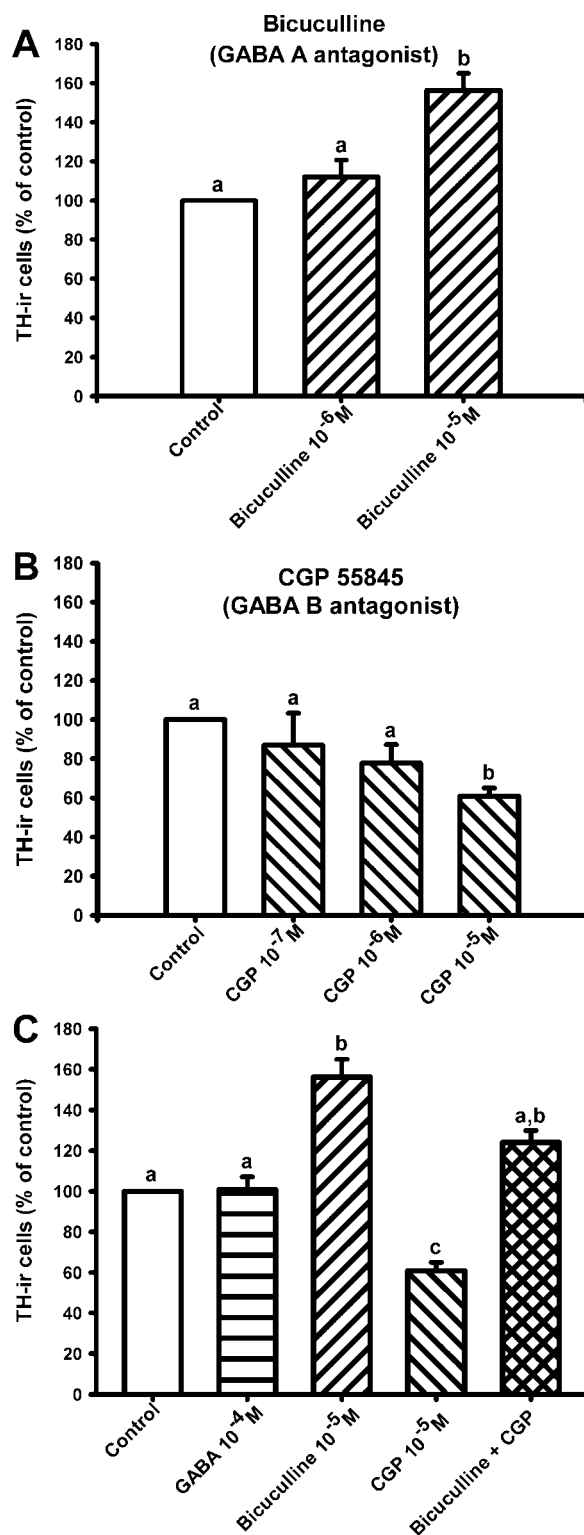 A
Bicuculline
(GABA A antagonist)
TH-ir cells (% of control)
180
160
140
120
100
80
60
40
20
0
a
a
b
Control
Bicuculline 10⁻⁶M
Bicuculline 10⁻⁵M
B
CGP 55845
(GABA B antagonist)
TH-ir cells (% of control)
180
160
140
120
100
80
60
40
20
0
a
a
a
b
Control
CGP 10⁻⁷M
CGP 10⁻⁶M
CGP 10⁻⁵M
C
TH-ir cells (% of control)
180
160
140
120
100
80
60
40
20
0
a
a
b
c
a,b
Control
GABA 10⁻⁴M
Bicuculline 10⁻⁵M
CGP 10⁻⁵M
Bicuculline + CGP